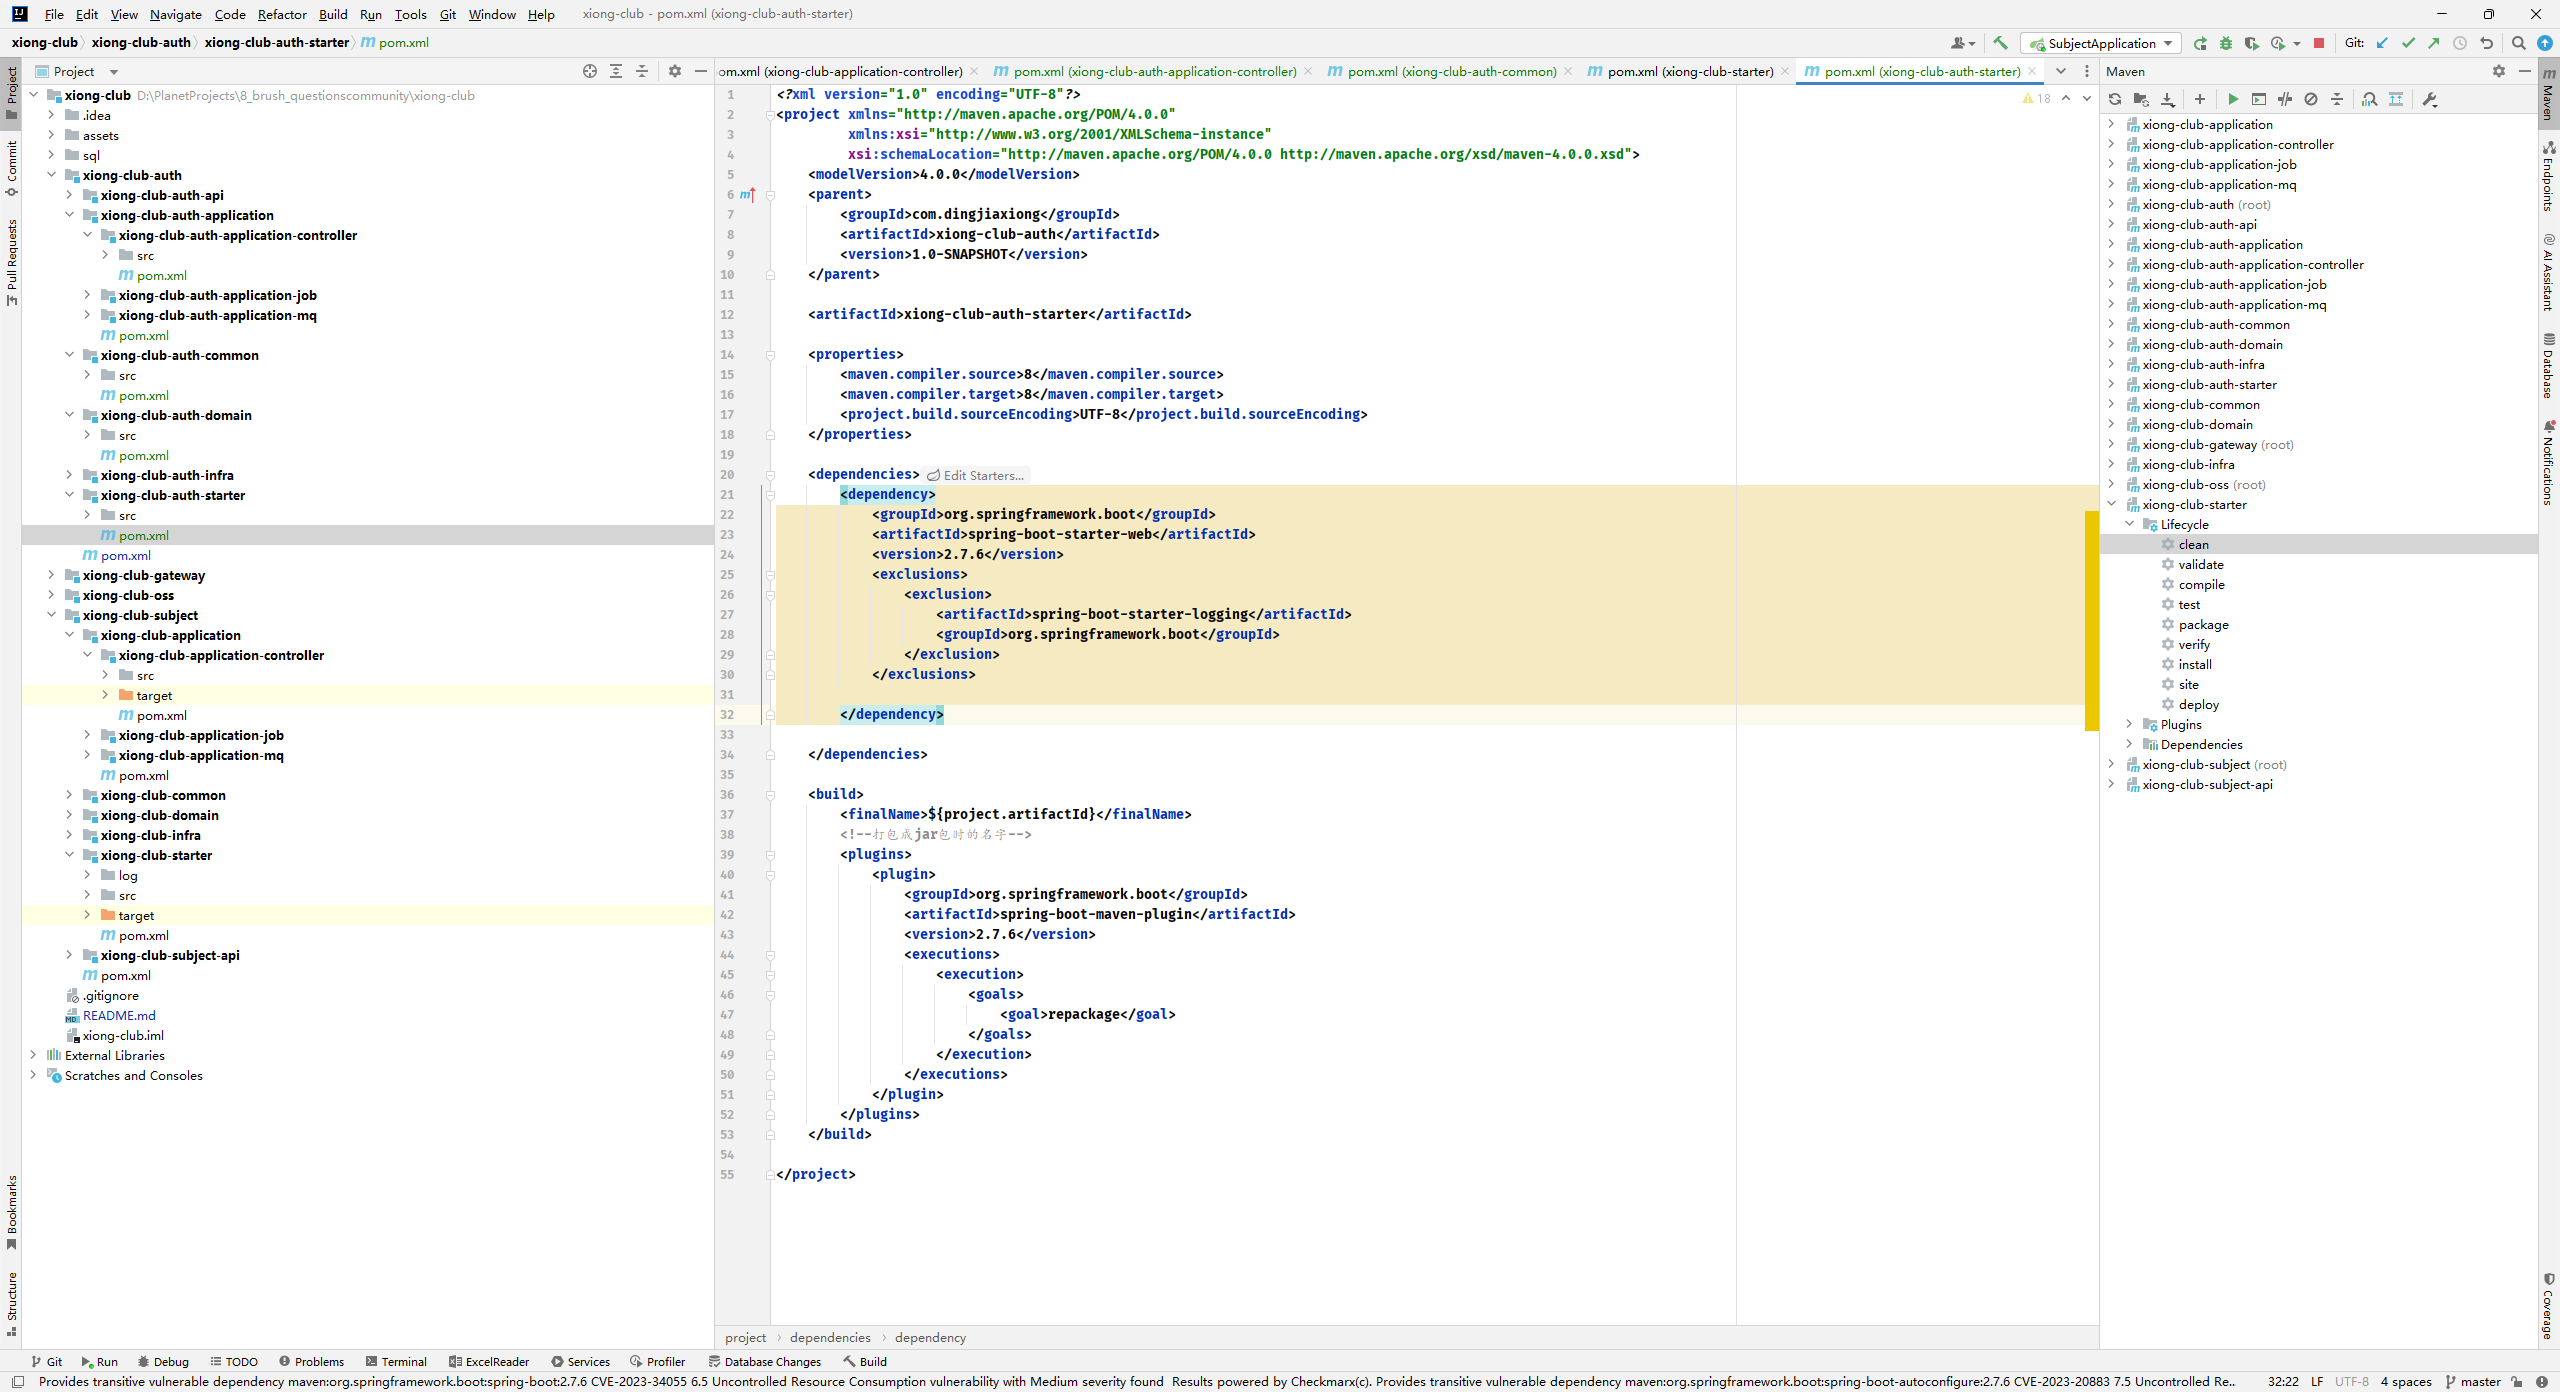 File Edit View Navigate Code Refactor Build Run Tools Git Window Help xiong-club - pom.xml (xiong-club-auth-starter)
xiong-club xiong-club-auth xiong-club-auth-starter pom.xml SubjectApplication Git:
Project
om.xml (xiong-club-application-controller) pom.xml (xiong-club-auth-application-controller) pom.xml (xiong-club-auth-common) pom.xml (xiong-club-starter) pom.xml (xiong-club-auth-starter)
Maven
Project
Commit
Pull Requests
Bookmarks
Structure
xiong-club D:\PlanetProjects\8_brush_questionscommunity\xiong-club
.idea
assets
sql
xiong-club-auth
xiong-club-auth-api
xiong-club-auth-application
xiong-club-auth-application-controller
src
pom.xml
xiong-club-auth-application-job
xiong-club-auth-application-mq
pom.xml
xiong-club-auth-common
src
pom.xml
xiong-club-auth-domain
src
pom.xml
xiong-club-auth-infra
xiong-club-auth-starter
src
pom.xml
pom.xml
xiong-club-gateway
xiong-club-oss
xiong-club-subject
xiong-club-application
xiong-club-application-controller
src
target
pom.xml
xiong-club-application-job
xiong-club-application-mq
pom.xml
xiong-club-common
xiong-club-domain
xiong-club-infra
xiong-club-starter
log
src
target
pom.xml
xiong-club-subject-api
pom.xml
.gitignore
README.md
xiong-club.iml
External Libraries
Scratches and Consoles
18
1 <?xml version="1.0" encoding="UTF-8"?>
2 <project xmlns="http://maven.apache.org/POM/4.0.0"
3 xmlns:xsi="http://www.w3.org/2001/XMLSchema-instance"
4 xsi:schemaLocation="http://maven.apache.org/POM/4.0.0 http://maven.apache.org/xsd/maven-4.0.0.xsd">
5 <modelVersion>4.0.0</modelVersion>
6 <parent>
7 <groupId>com.dingjiaxiong</groupId>
8 <artifactId>xiong-club-auth</artifactId>
9 <version>1.0-SNAPSHOT</version>
10 </parent>
11
12 <artifactId>xiong-club-auth-starter</artifactId>
13
14 <properties>
15 <maven.compiler.source>8</maven.compiler.source>
16 <maven.compiler.target>8</maven.compiler.target>
17 <project.build.sourceEncoding>UTF-8</project.build.sourceEncoding>
18 </properties>
19
20 <dependencies> Edit Starters...
21 <dependency>
22 <groupId>org.springframework.boot</groupId>
23 <artifactId>spring-boot-starter-web</artifactId>
24 <version>2.7.6</version>
25 <exclusions>
26 <exclusion>
27 <artifactId>spring-boot-starter-logging</artifactId>
28 <groupId>org.springframework.boot</groupId>
29 </exclusion>
30 </exclusions>
31
32 </dependency>
33
34 </dependencies>
35
36 <build>
37 <finalName>${project.artifactId}</finalName>
38 <!--打包成jar包时的名字-->
39 <plugins>
40 <plugin>
41 <groupId>org.springframework.boot</groupId>
42 <artifactId>spring-boot-maven-plugin</artifactId>
43 <version>2.7.6</version>
44 <executions>
45 <execution>
46 <goals>
47 <goal>repackage</goal>
48 </goals>
49 </execution>
50 </executions>
51 </plugin>
52 </plugins>
53 </build>
54
55 </project>
project dependencies dependency
xiong-club-application
xiong-club-application-controller
xiong-club-application-job
xiong-club-application-mq
xiong-club-auth (root)
xiong-club-auth-api
xiong-club-auth-application
xiong-club-auth-application-controller
xiong-club-auth-application-job
xiong-club-auth-application-mq
xiong-club-auth-common
xiong-club-auth-domain
xiong-club-auth-infra
xiong-club-auth-starter
xiong-club-common
xiong-club-domain
xiong-club-gateway (root)
xiong-club-infra
xiong-club-oss (root)
xiong-club-starter
Lifecycle
clean
validate
compile
test
package
verify
install
site
deploy
Plugins
Dependencies
xiong-club-subject (root)
xiong-club-subject-api
Maven
Endpoints
AI Assistant
Database
Notifications
Coverage
Git Run Debug TODO Problems Terminal ExcelReader Services Profiler Database Changes Build
Provides transitive vulnerable dependency maven:org.springframework.boot:spring-boot:2.7.6 CVE-2023-34055 6.5 Uncontrolled Resource Consumption vulnerability with Medium severity found Results powered by Checkmarx(c). Provides transitive vulnerable dependency maven:org.springframework.boot:spring-boot-autoconfigure:2.7.6 CVE-2023-20883 7.5 Uncontrolled Re.. 32:22 LF UTF-8 4 spaces master